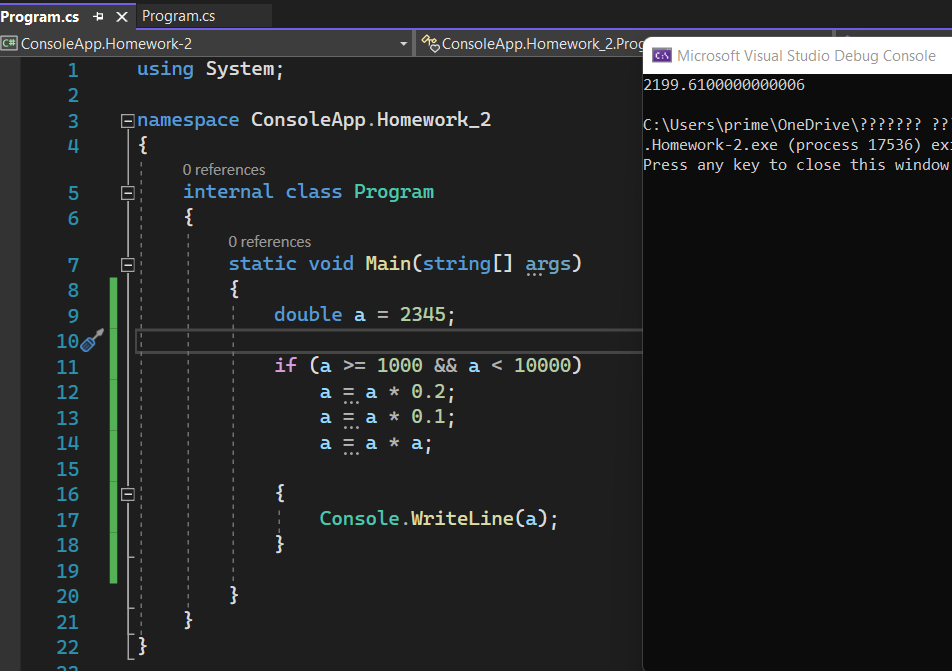 Program.cs
Program.cs
C# ConsoleApp.Homework-2
ConsoleApp.Homework_2.Prog
1 using System;
2
3 namespace ConsoleApp.Homework_2
4 {
0 references
5 internal class Program
6 {
0 references
7 static void Main(string[] args)
8 {
9 double a = 2345;
10
11 if (a >= 1000 && a < 10000)
12 a = a * 0.2;
13 a = a * 0.1;
14 a = a * a;
15
16 {
17 Console.WriteLine(a);
18 }
19
20 }
21 }
22 }
Microsoft Visual Studio Debug Console
2199.6100000000006
C:\Users\prime\OneDrive\??????? ??
.Homework-2.exe (process 17536) exi
Press any key to close this window